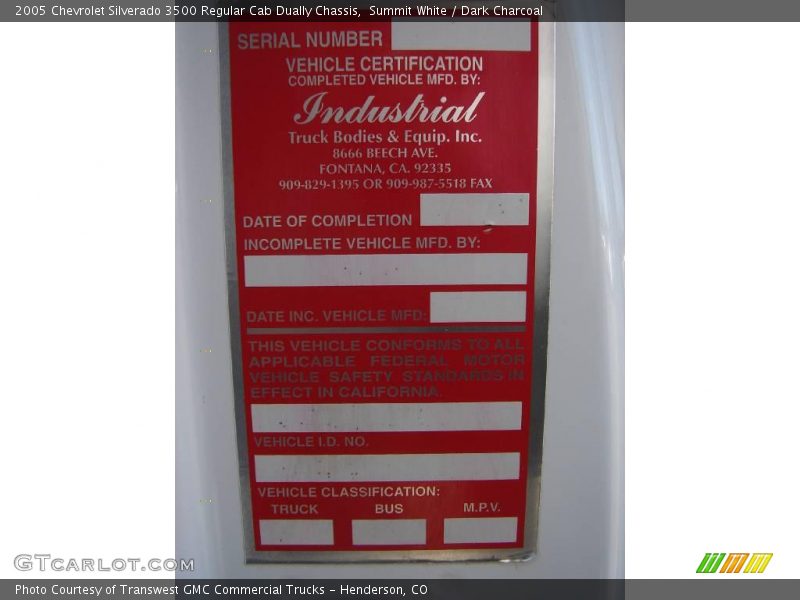 2005 Chevrolet Silverado 3500 Regular Cab Dually Chassis,  Summit White / Dark Charcoal
SERIAL NUMBER
VEHICLE CERTIFICATION
COMPLETED VEHICLE MFD. BY:
Industrial
Truck Bodies & Equip. Inc.
8666 BEECH AVE.
FONTANA, CA. 92335
909-829-1395 OR 909-987-5518 FAX
DATE OF COMPLETION
INCOMPLETE VEHICLE MFD. BY:
DATE INC. VEHICLE MFD:
THIS VEHICLE CONFORMS TO ALL
APPLICABLE FEDERAL MOTOR
VEHICLE SAFETY STANDARDS IN
EFFECT IN CALIFORNIA.
VEHICLE I.D. NO.
VEHICLE CLASSIFICATION:
TRUCK BUS M.P.V.
GTcarlot.com
Photo Courtesy of Transwest GMC Commercial Trucks - Henderson, CO